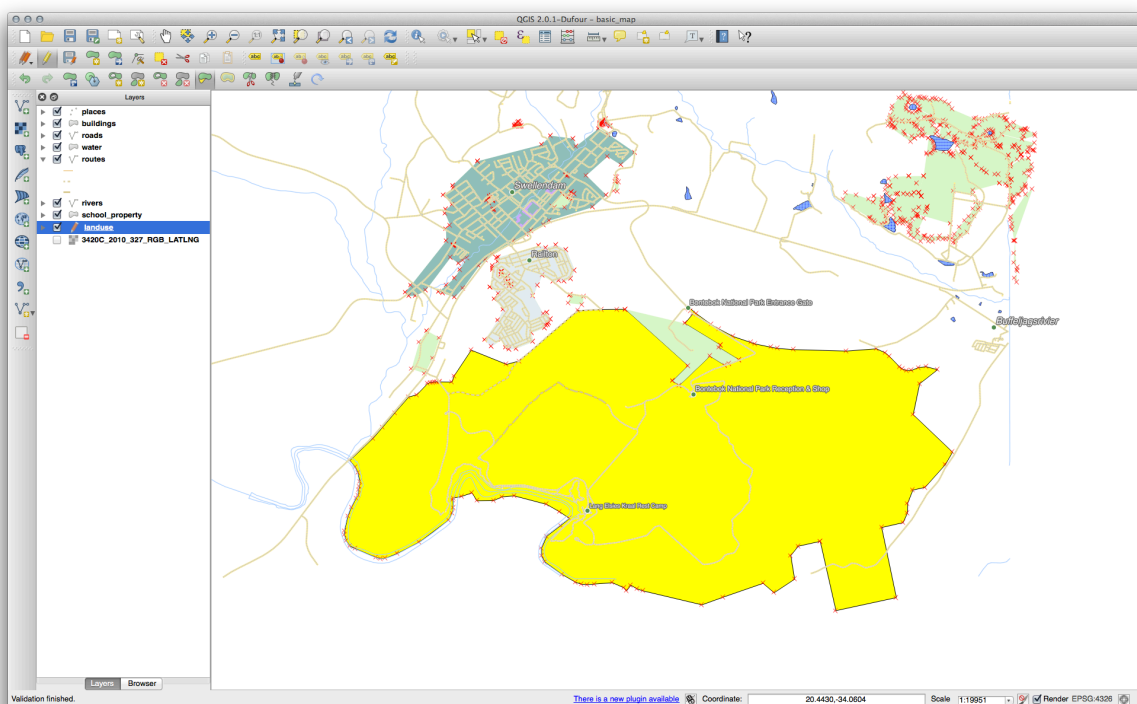 QGIS 2.0.1-Dufour - basic_map
Layers
places
buildings
roads
water
routes
rivers
school_property
landuse
3420C_2010_327_RGB_LATLNG
Swellendam
Railton
Bontebok National Park Entrance Gate
Buffeljagsrivier
Bontebok National Park Reception & Shop
Lang Elsies Kraal Rest Camp
Layers
Browser
Validation finished.
There is a new plugin available
Coordinate:
20.4430,-34.0604
Scale
1:19951
Render
EPSG:4326